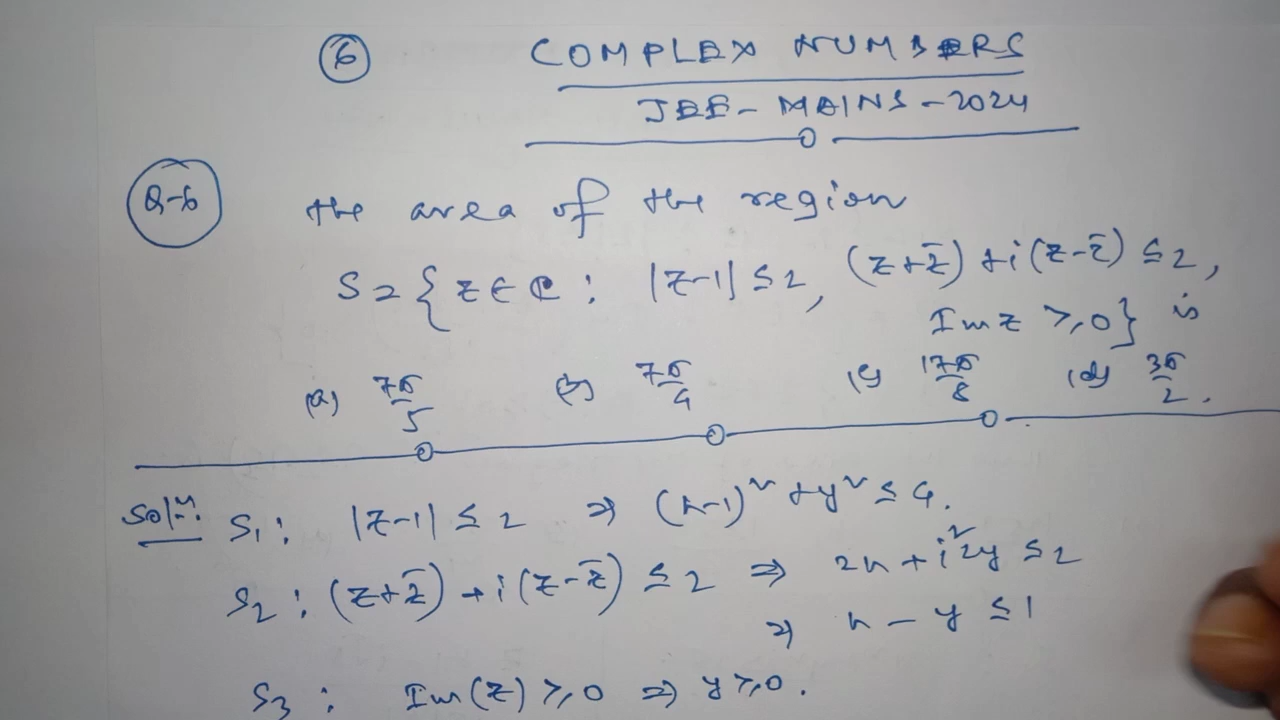 6 COMPLEX NUMBERS
JEE - MAINS - 2024
Q-6 the area of the region
S = { z ∈ C : |z-1| ≤ 2, (z+z̄) + i(z-z̄) ≤ 2,
Im z ≥ 0} is
(a) 7π/5 (b) 7π/4 (c) 17π/8 (d) 3π/2.
Soln: S₁ : |z-1| ≤ 2 ⇒ (x-1)² + y² ≤ 4.
S₂ : (z+z̄) + i(z-z̄) ≤ 2 ⇒ 2x + i²2y ≤ 2
⇒ x - y ≤ 1
S₃ : Im(z) ≥ 0 ⇒ y ≥ 0.